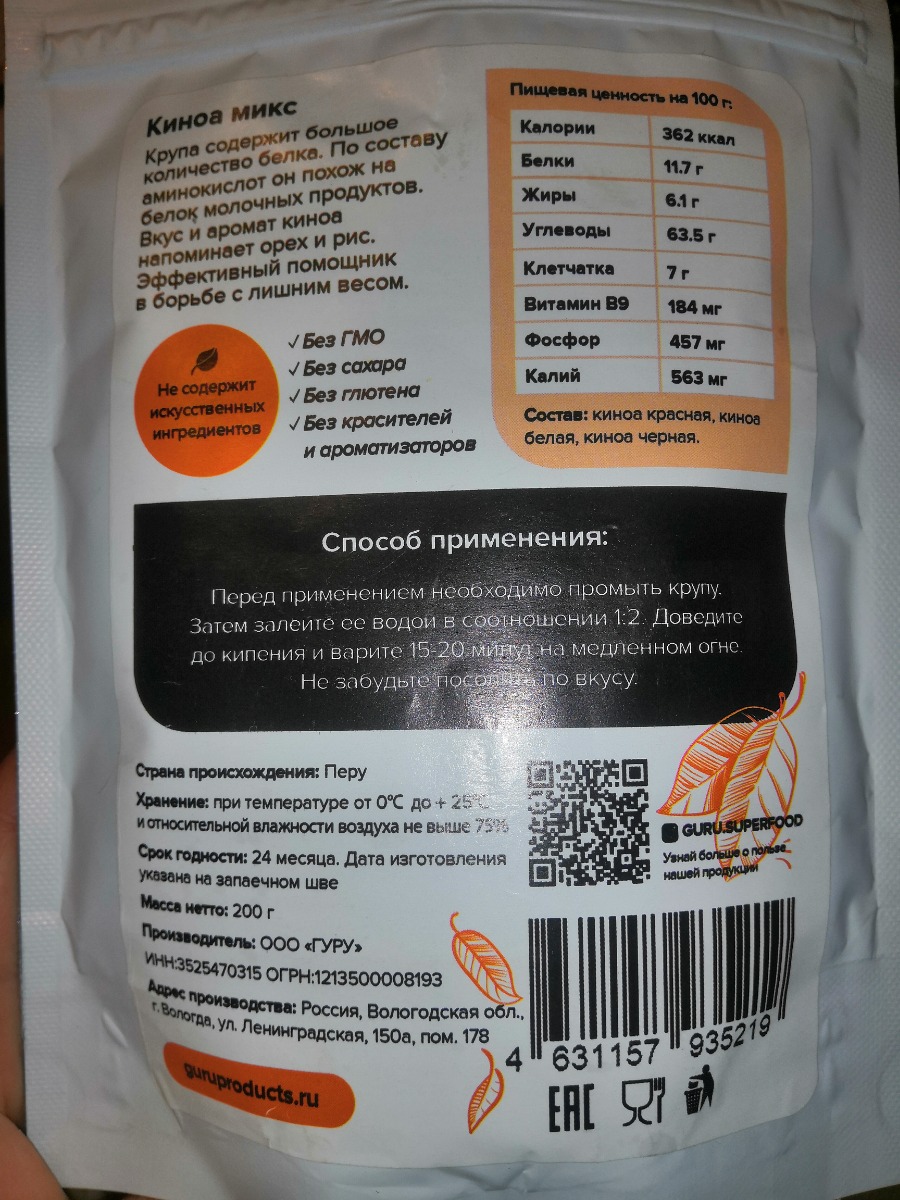 Киноа микс
Крупа содержит большое
количество белка. По составу
аминокислот он похож на
белок молочных продуктов.
Вкус и аромат киноа
напоминает орех и рис.
Эффективный помощник
в борьбе с лишним весом.
Не содержит
искусственных
ингредиентов
✓ Без ГМО
✓ Без сахара
✓ Без глютена
✓ Без красителей
и ароматизаторов
Пищевая ценность на 100 г:
Калории 362 ккал
Белки 11.7 г
Жиры 6.1 г
Углеводы 63.5 г
Клетчатка 7 г
Витамин В9 184 мг
Фосфор 457 мг
Калий 563 мг
Состав: киноа красная, киноа
белая, киноа черная.
Способ применения:
Перед применением необходимо промыть крупу.
Затем залейте ее водой в соотношении 1:2. Доведите
до кипения и варите 15-20 минут на медленном огне.
Не забудьте посолить по вкусу.
Страна происхождения: Перу
Хранение: при температуре от 0°С до + 25°С
и относительной влажности воздуха не выше 75%
Срок годности: 24 месяца. Дата изготовления
указана на запаечном шве
Масса нетто: 200 г
Производитель: ООО «ГУРУ»
ИНН:3525470315 ОГРН:1213500008193
Адрес производства: Россия, Вологодская обл.,
г. Вологда, ул. Ленинградская, 150а, пом. 178
guruproducts.ru
GURU.SUPERFOOD
Узнай больше о пользе
нашей продукции
4 631157 935219
EAC